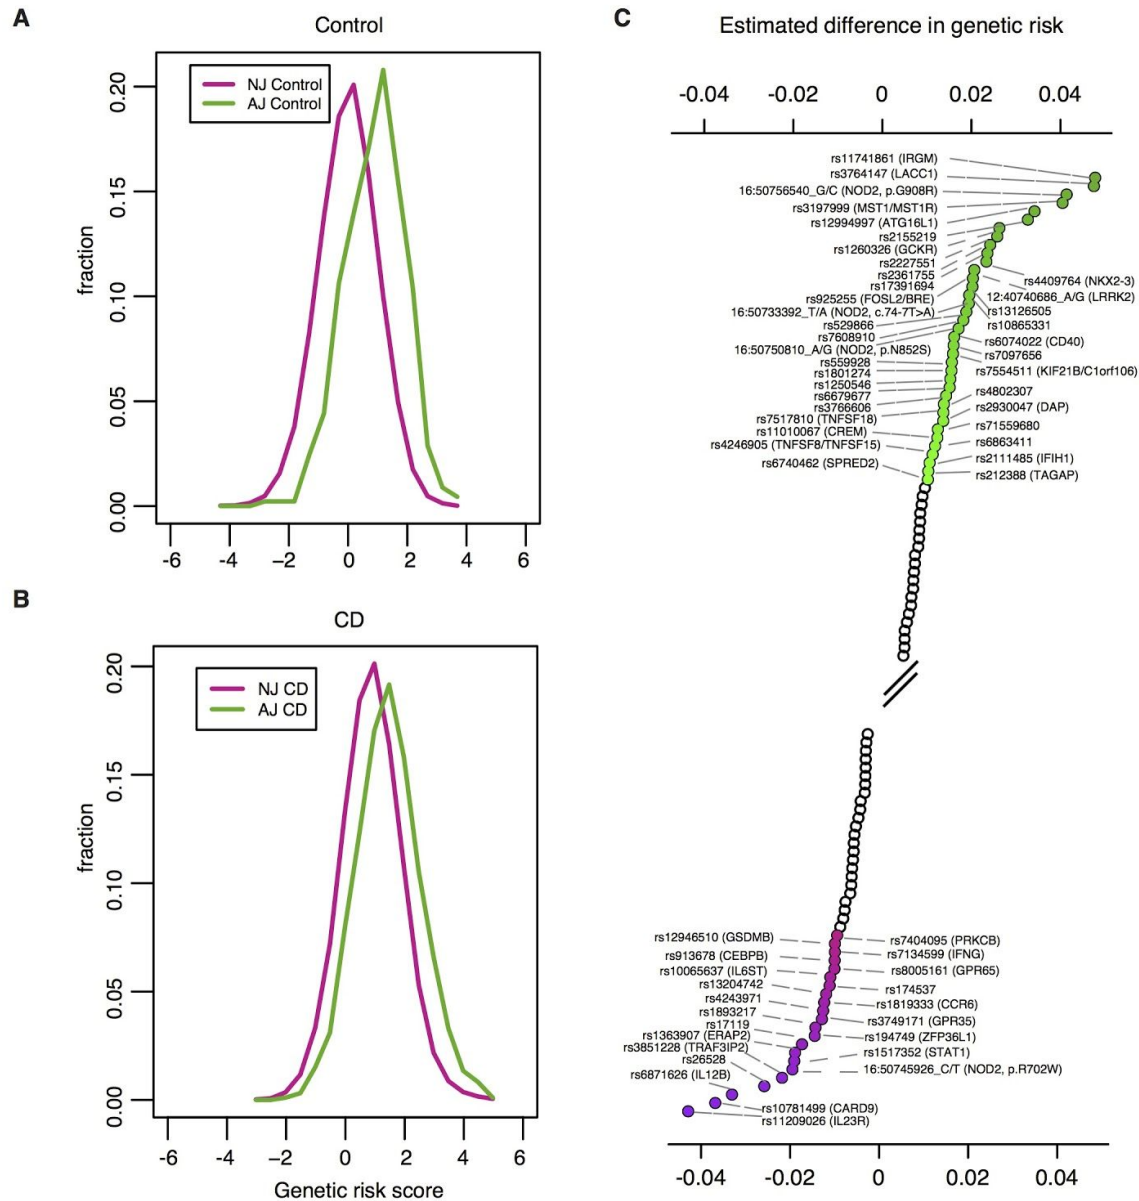 A
Control
NJ Control
AJ Control
fraction
0.20
0.15
0.10
0.05
0.00
-6
-4
−2
0
2
4
6
B
CD
NJ CD
AJ CD
fraction
0.20
0.15
0.10
0.05
0.00
-6
-4
−2
0
2
4
6
Genetic risk score
C
Estimated difference in genetic risk
-0.04
-0.02
0
0.02
0.04
rs11741861 (IRGM)
rs3764147 (LACC1)
16:50756540_G/C (NOD2, p.G908R)
rs3197999 (MST1/MST1R)
rs12994997 (ATG16L1)
rs2155219
rs1260326 (GCKR)
rs2227551
rs2361755
rs17391694
rs925255 (FOSL2/BRE)
16:50733392_T/A (NOD2, c.74-7T>A)
rs529866
rs7608910
16:50750810_A/G (NOD2, p.N852S)
rs559928
rs1801274
rs1250546
rs6679677
rs3766606
rs7517810 (TNFSF18)
rs11010067 (CREM)
rs4246905 (TNFSF8/TNFSF15)
rs6740462 (SPRED2)
rs4409764 (NKX2-3)
12:40740686_A/G (LRRK2)
rs13126505
rs10865331
rs6074022 (CD40)
rs7097656
rs7554511 (KIF21B/C1orf106)
rs4802307
rs2930047 (DAP)
rs71559680
rs6863411
rs2111485 (IFIH1)
rs212388 (TAGAP)
rs12946510 (GSDMB)
rs913678 (CEBPB)
rs10065637 (IL6ST)
rs13204742
rs4243971
rs1893217
rs17119
rs1363907 (ERAP2)
rs3851228 (TRAF3IP2)
rs26528
rs6871626 (IL12B)
rs7404095 (PRKCB)
rs7134599 (IFNG)
rs8005161 (GPR65)
rs174537
rs1819333 (CCR6)
rs3749171 (GPR35)
rs194749 (ZFP36L1)
rs1517352 (STAT1)
16:50745926_C/T (NOD2, p.R702W)
rs10781499 (CARD9)
rs11209026 (IL23R)
-0.04
-0.02
0
0.02
0.04